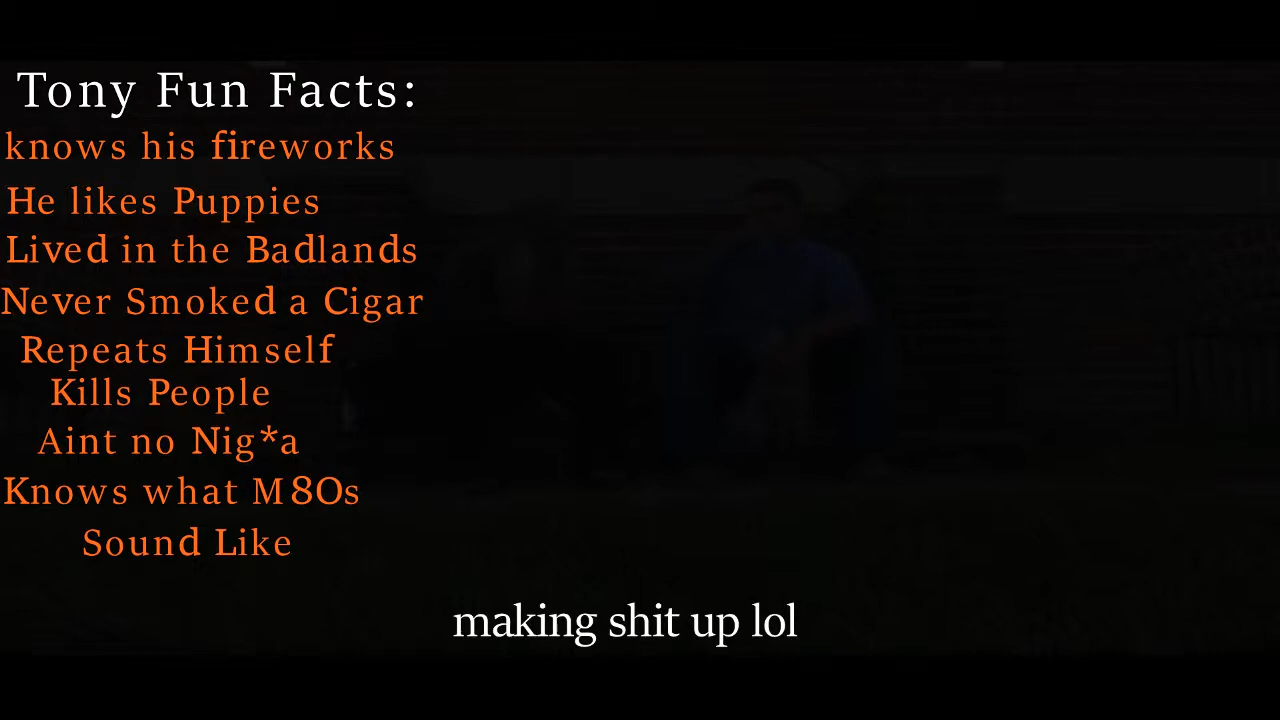 Tony Fun Facts:
knows his fireworks
He likes Puppies
Lived in the Badlands
Never Smoked a Cigar
Repeats Himself
Kills People
Aint no Nig*a
Knows what M80s
Sound Like
making shit up lol